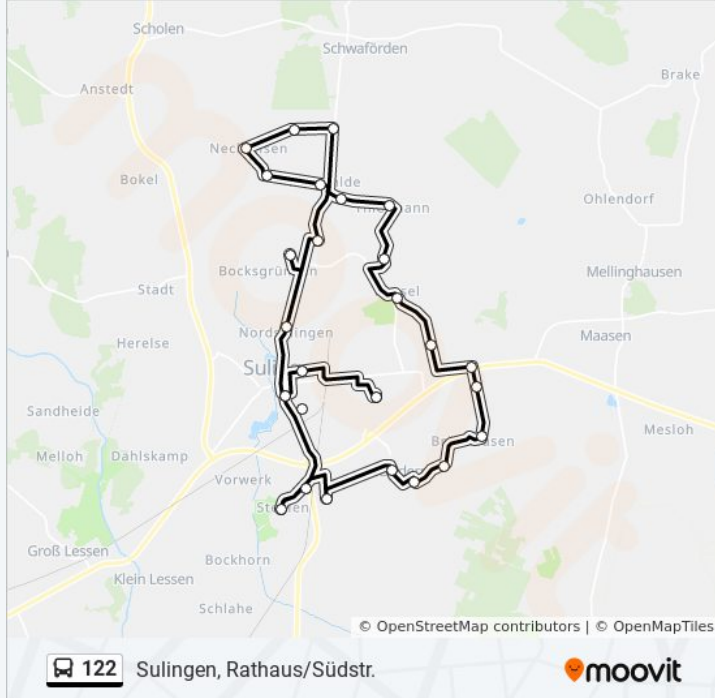 Scholen
Schwaförden
Brake
Anstedt
Bokel
Ohlendorf
Bocksgrü
Mellinghausen
Stadt
Nordsulingen
Maasen
Herelse
Suli
Sandheide
Mesloh
Melloh
Dahlskamp
Vorwerk
Groß Lessen
Bockhorn
Klein Lessen
Schlahe
© OpenStreetMap contributors | © OpenMapTiles
122 Sulingen, Rathaus/Südstr.
moovit